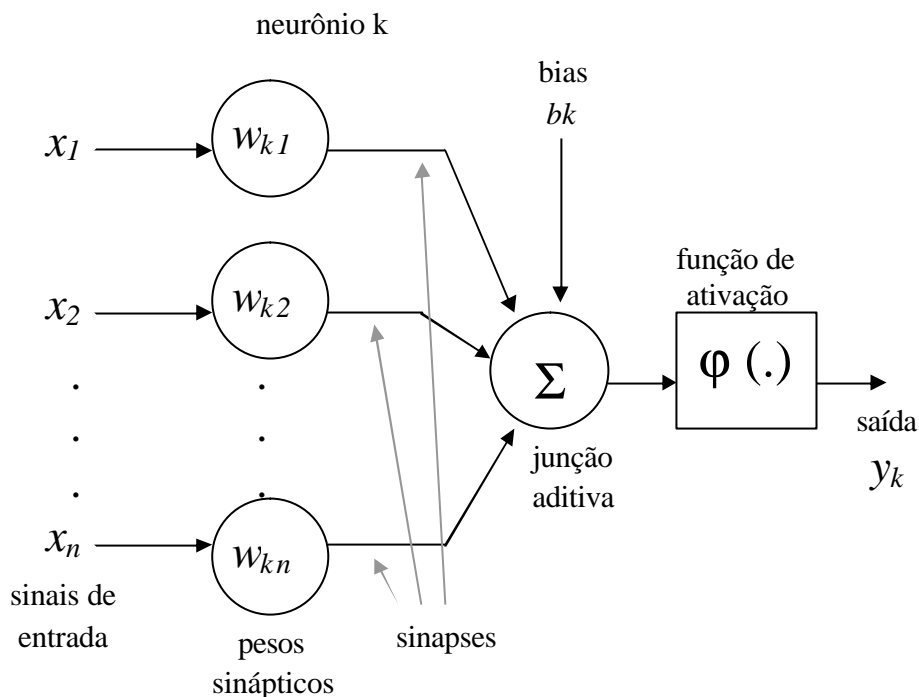 neurônio k
bias
bk
x1
wk1
x2
wk2
função de
ativação
φ (.)
Σ
junção
aditiva
saída
yk
xn
wkn
sinais de
entrada
pesos
sinápticos
sinapses